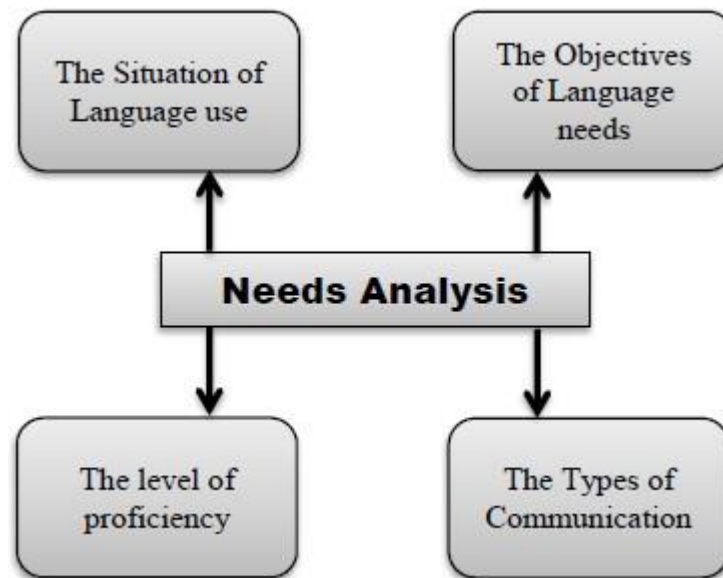 The Situation of
Language use
The Objectives
of Language
needs
Needs Analysis
The level of
proficiency
The Types of
Communication